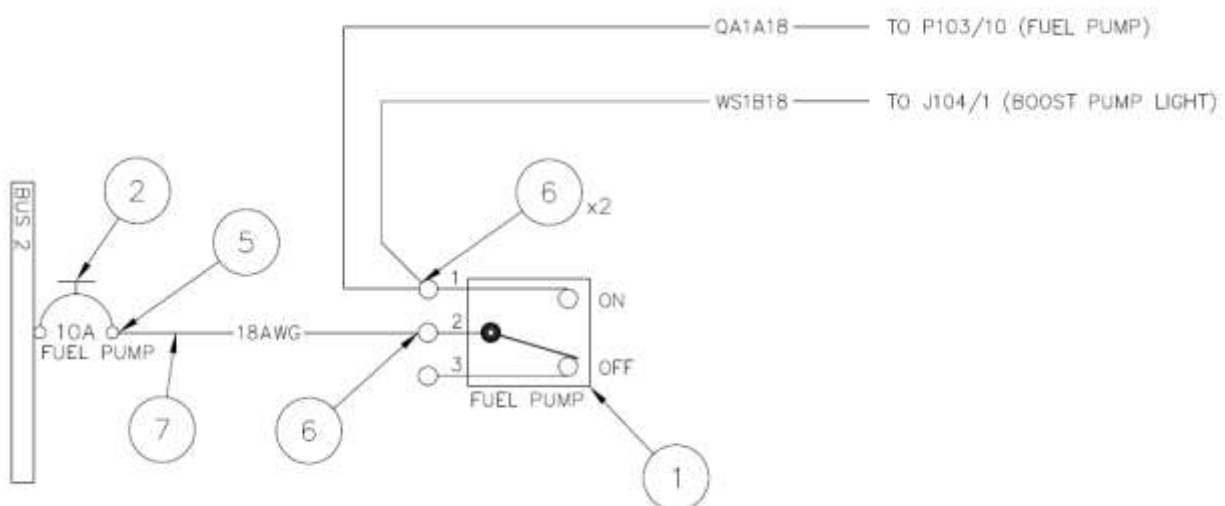 QA1A18 TO P103/10 (FUEL PUMP)
WS1B18 TO J104/1 (BOOST PUMP LIGHT)
BUS 2
2
5
6 x2
10A
FUEL PUMP
18AWG
1
2
3
ON
OFF
FUEL PUMP
7
6
1